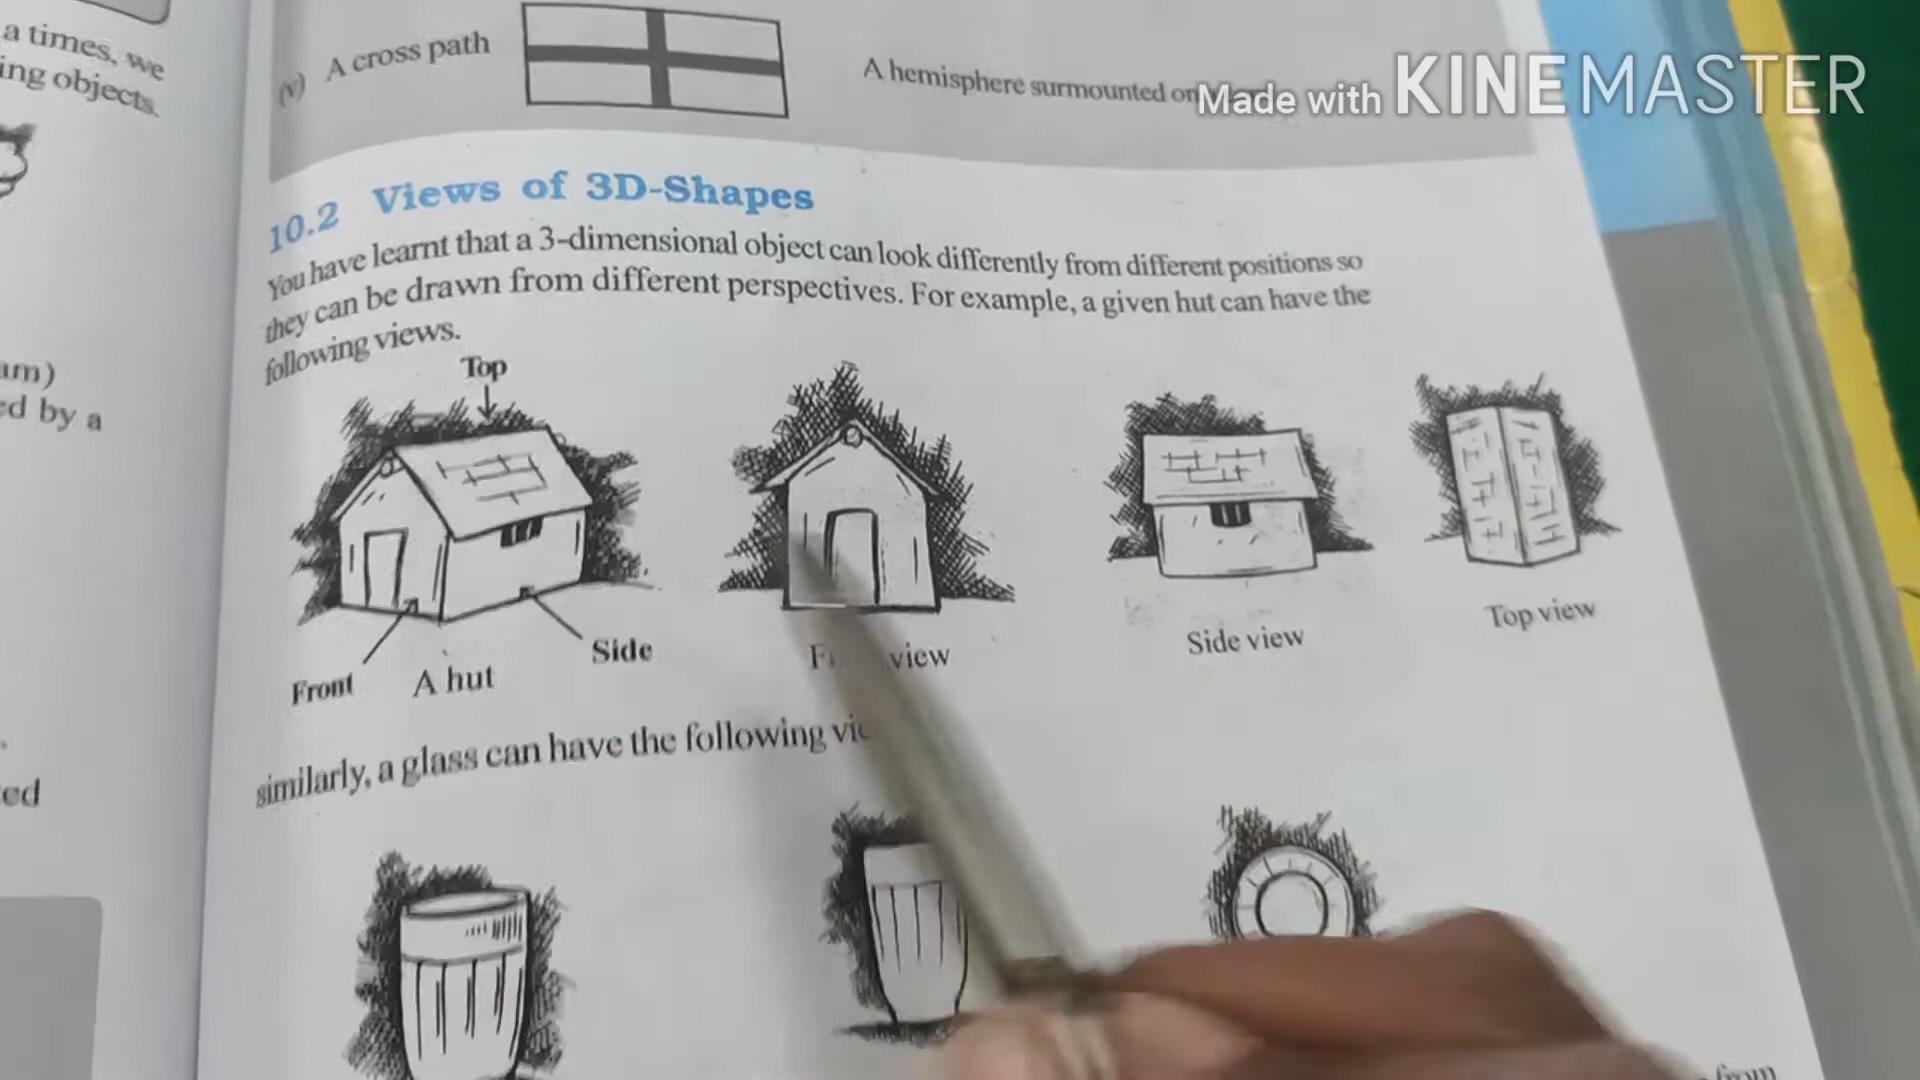 a times, we
ing objects.
am)
ed by a
ed
(v) A cross path
A hemisphere surmounted on
Made with KINEMASTER
10.2 Views of 3D-Shapes
You have learnt that a 3-dimensional object can look differently from different positions so
they can be drawn from different perspectives. For example, a given hut can have the
following views.
Top
Front
A hut
Side
view
Side view
Top view
similarly, a glass can have the following
from